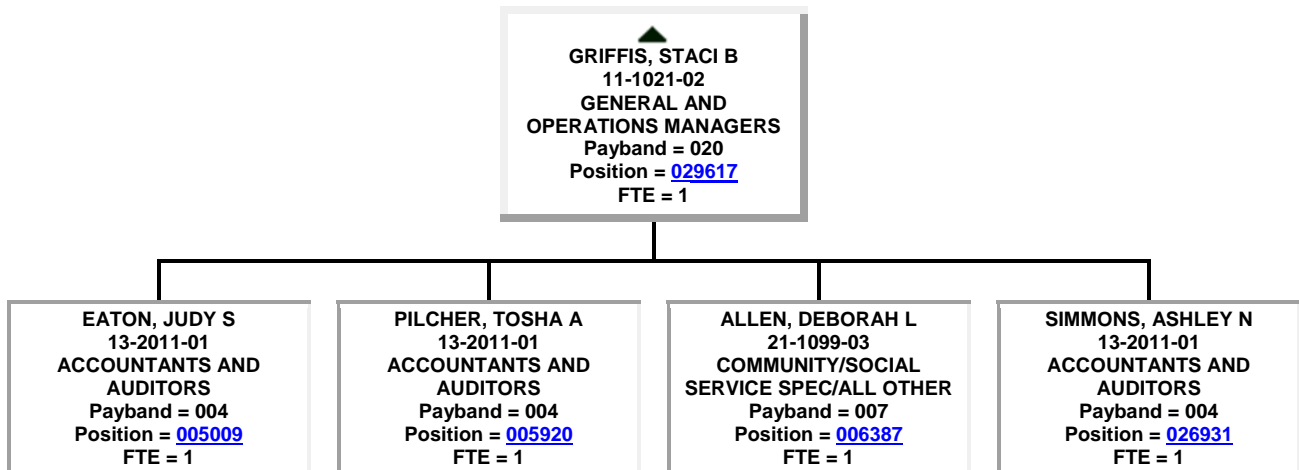 GRIFFIS, STACI B
11-1021-02
GENERAL AND
OPERATIONS MANAGERS
Payband = 020
Position = 029617
FTE = 1
EATON, JUDY S
13-2011-01
ACCOUNTANTS AND
AUDITORS
Payband = 004
Position = 005009
FTE = 1
PILCHER, TOSHA A
13-2011-01
ACCOUNTANTS AND
AUDITORS
Payband = 004
Position = 005920
FTE = 1
ALLEN, DEBORAH L
21-1099-03
COMMUNITY/SOCIAL
SERVICE SPEC/ALL OTHER
Payband = 007
Position = 006387
FTE = 1
SIMMONS, ASHLEY N
13-2011-01
ACCOUNTANTS AND
AUDITORS
Payband = 004
Position = 026931
FTE = 1